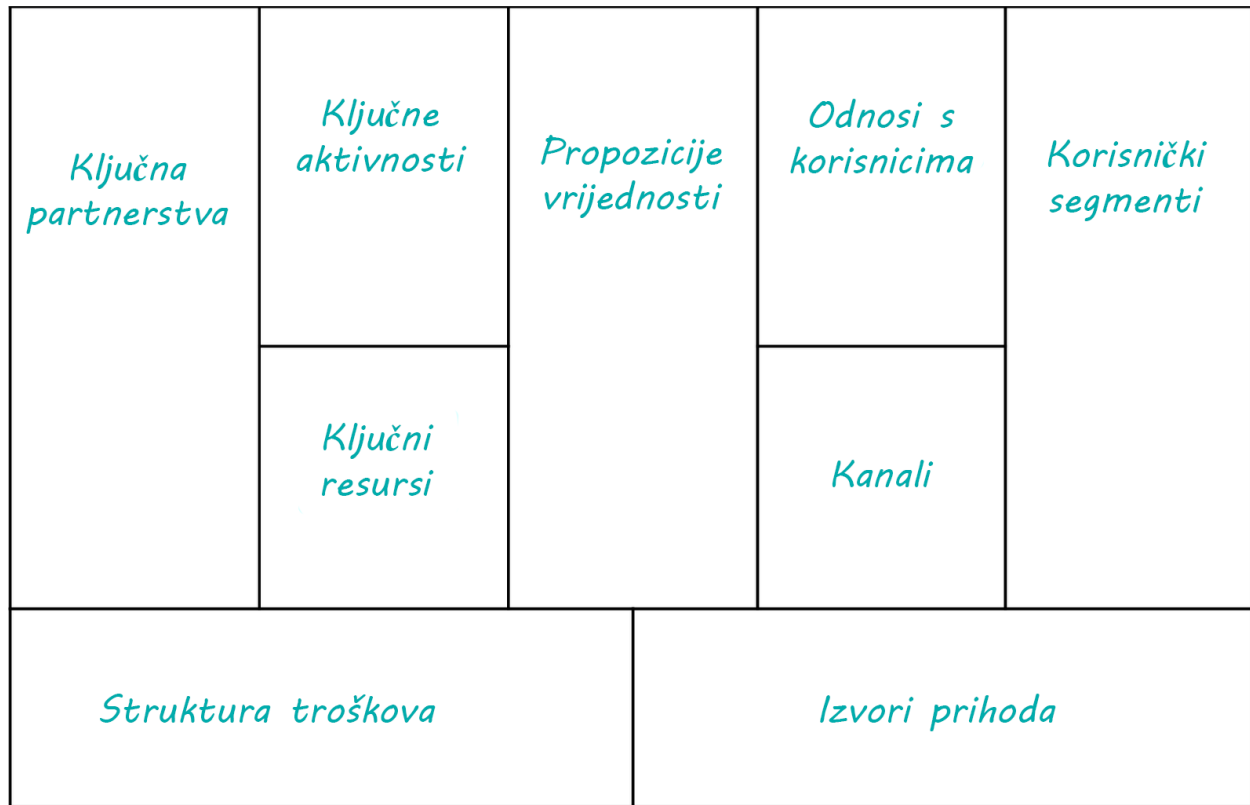 Ključna
partnerstva
Ključne
aktivnosti
Ključni
resursi
Propozicije
vrijednosti
Odnosi s
korisnicima
Kanali
Korisnički
segmenti
Struktura troškova
Izvori prihoda